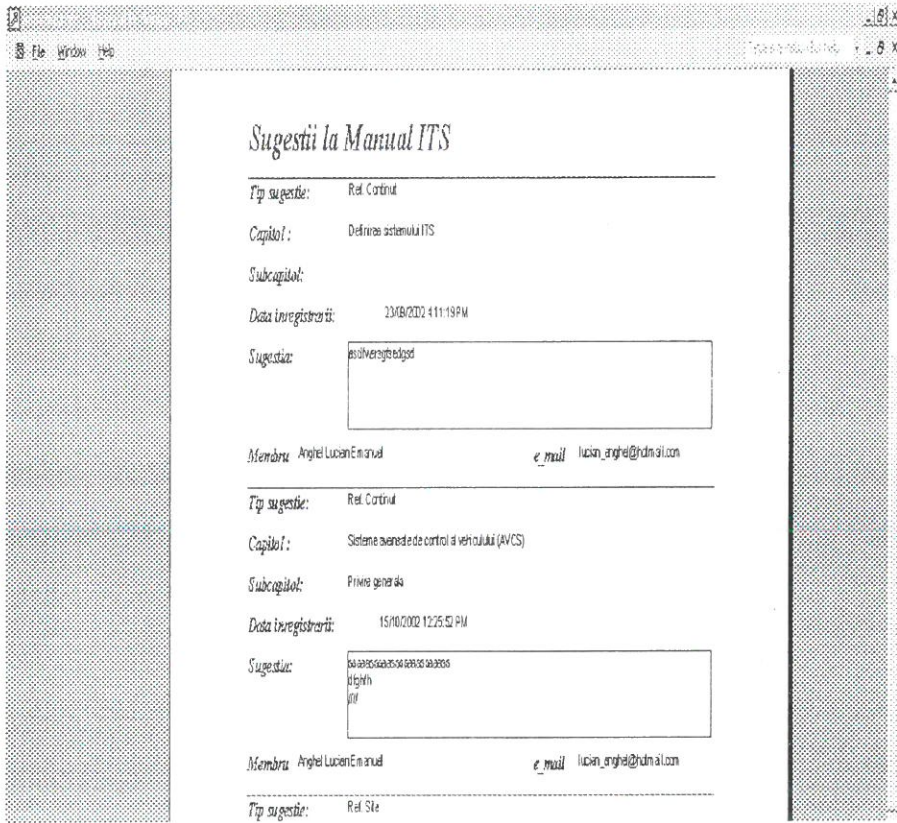 File Window Help
Sugestii la Manual ITS
Tip sugestie: Ref. Continut
Capitol : Definirea sistemului ITS
Subcapitol:
Data inregistrarii: 23/09/2002 4:11:19 PM
Sugestia:
Membru Anghel Lucian Emanuel e_mail lucian_anghel@hotmail.com
Tip sugestie: Ref. Continut
Capitol : Sisteme avansate de control al vehiculului (AVCS)
Subcapitol: Privire generala
Data inregistrarii: 15/10/2002 12:25:52 PM
Sugestia:
dfghfh
Membru Anghel Lucian Emanuel e_mail lucian_anghel@hotmail.com
Tip sugestie: Ref. Site